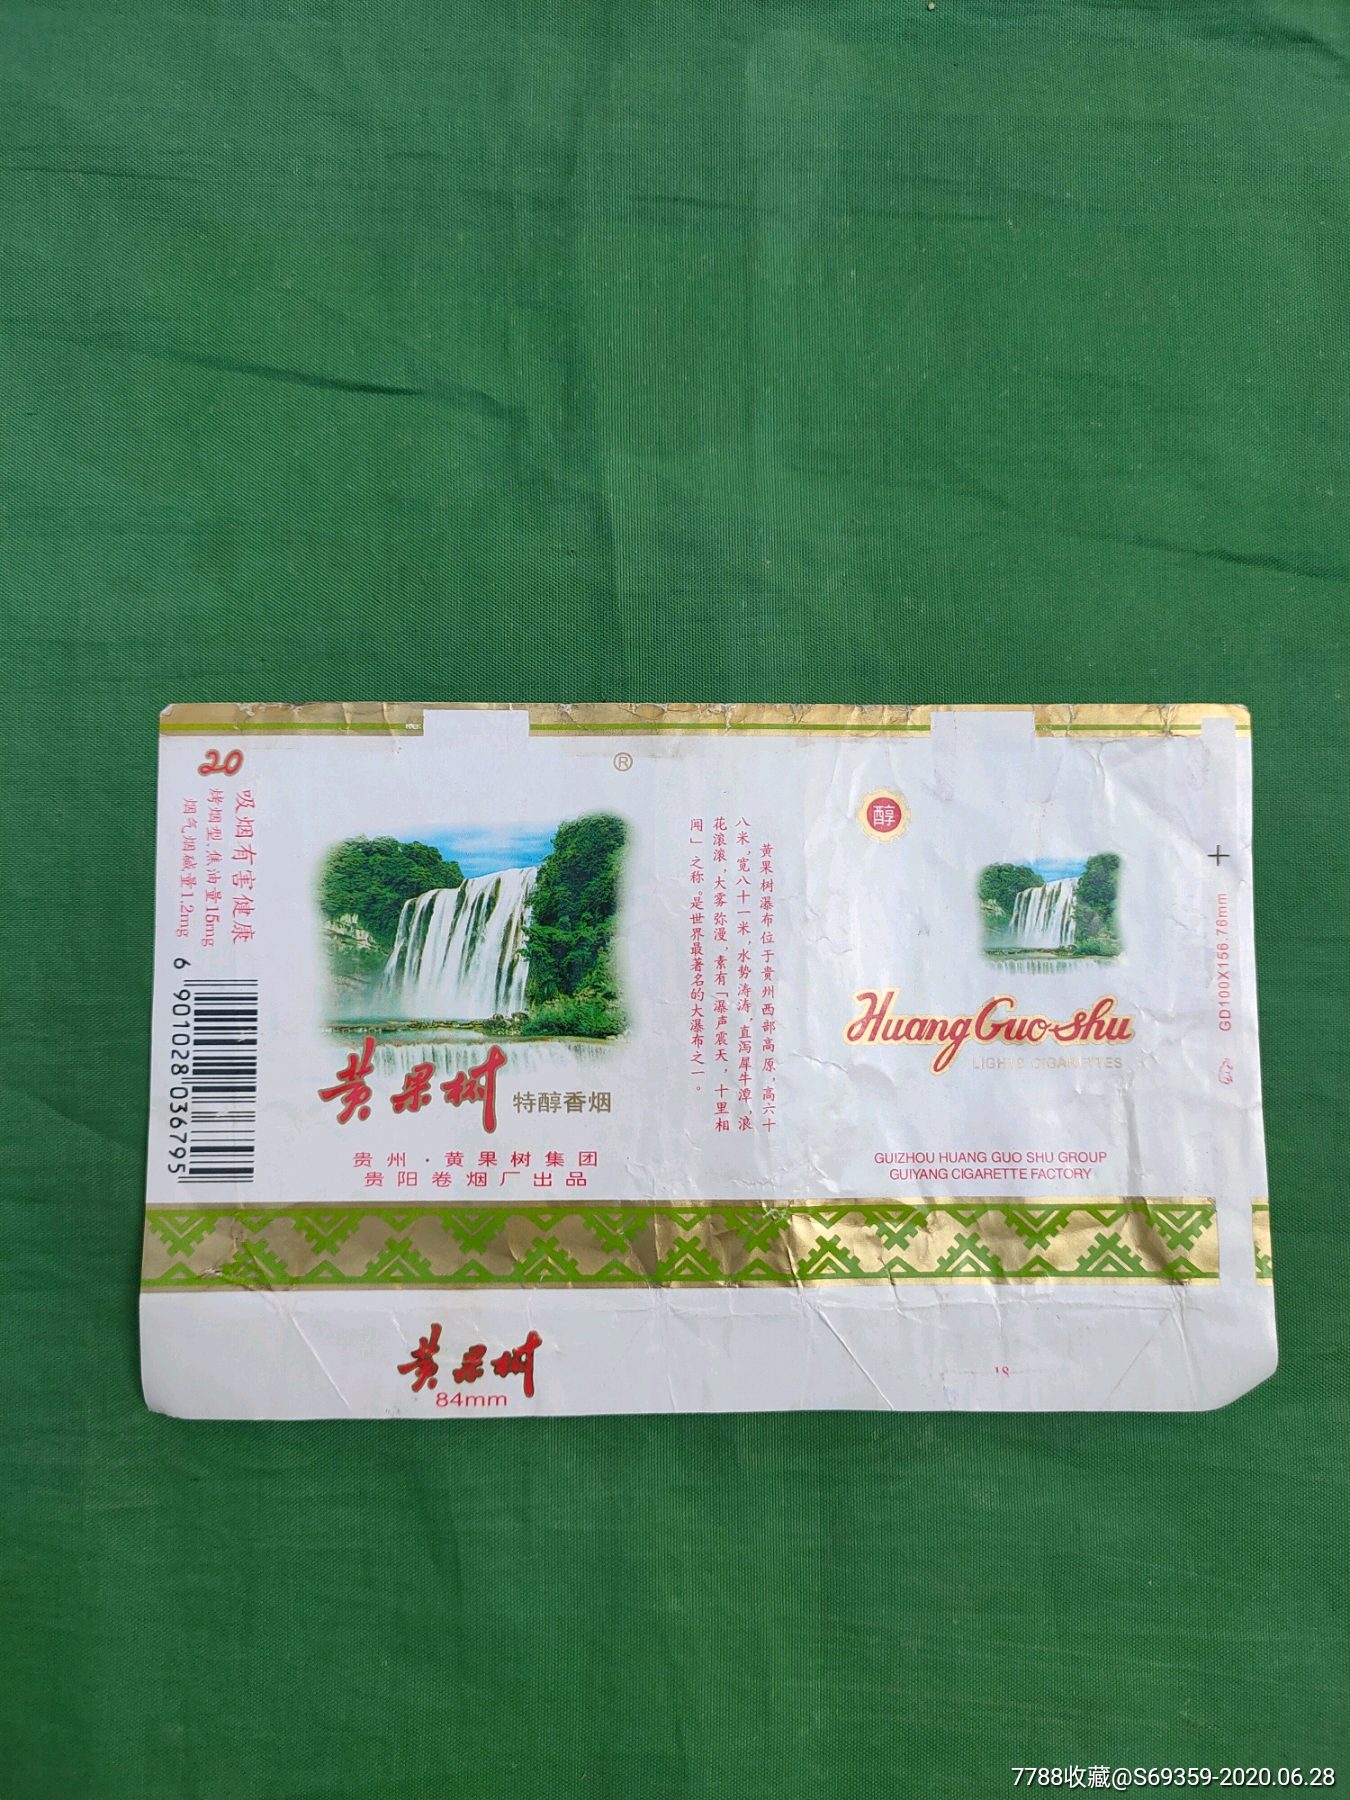 20
吸烟有害健康
烤烟型,焦油量15mg
烟气烟碱量1.2mg
6 901028 036795
®
黄果树 特醇香烟
贵州·黄果树集团
贵阳卷烟厂出品
黄果树
84mm
黄果树瀑布位于贵州西部高原,高六十
八米,宽八十一米,水势涛涛,直泻犀牛潭,浪
花滚滚,大雾弥漫,素有「瀑声震天,十里相
闻」之称。是世界最著名的大瀑布之一。
醇
Huang Guo shu
LIGHTS CIGARETTES
GUIZHOU HUANG GUO SHU GROUP
GUIYANG CIGARETTE FACTORY
GD100X156.76mm
7788收藏@S69359-2020.06.28